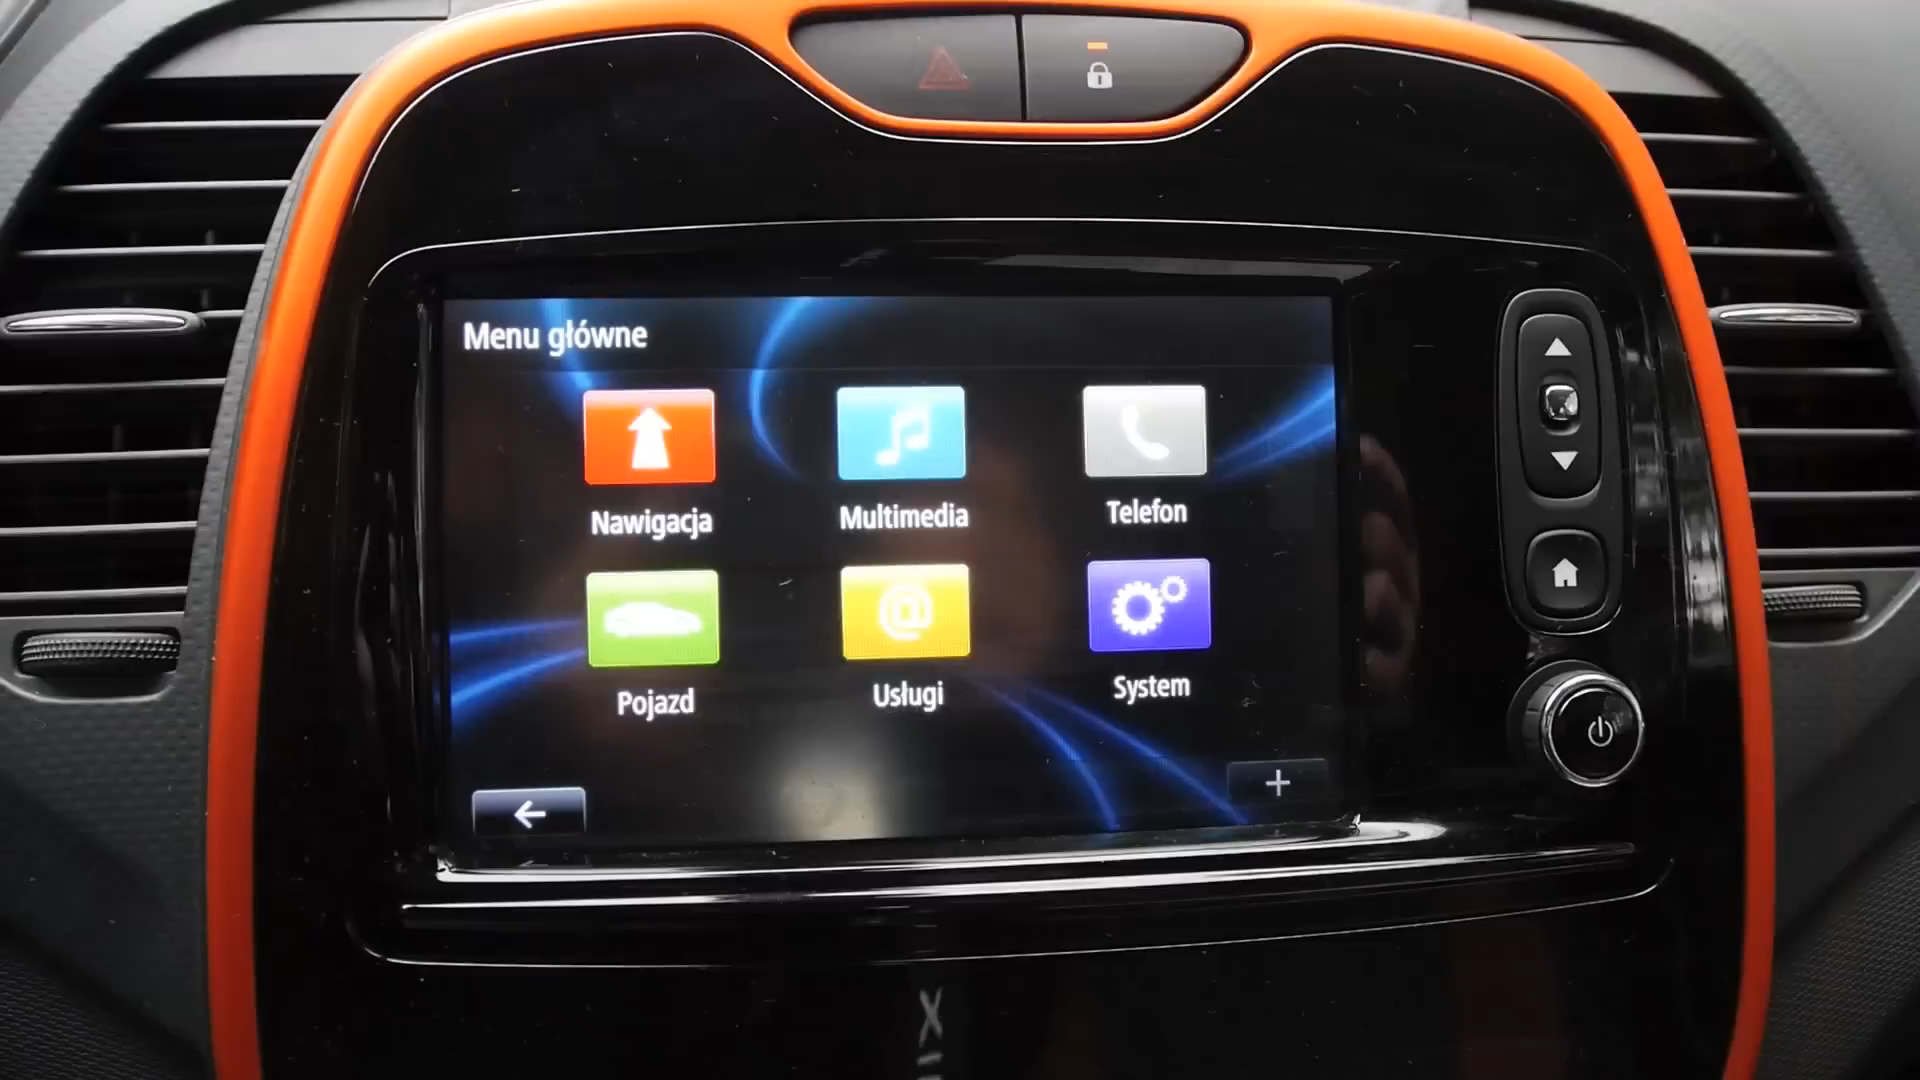 Menu główne
Nawigacja
Multimedia
Telefon
Pojazd
Usługi
System